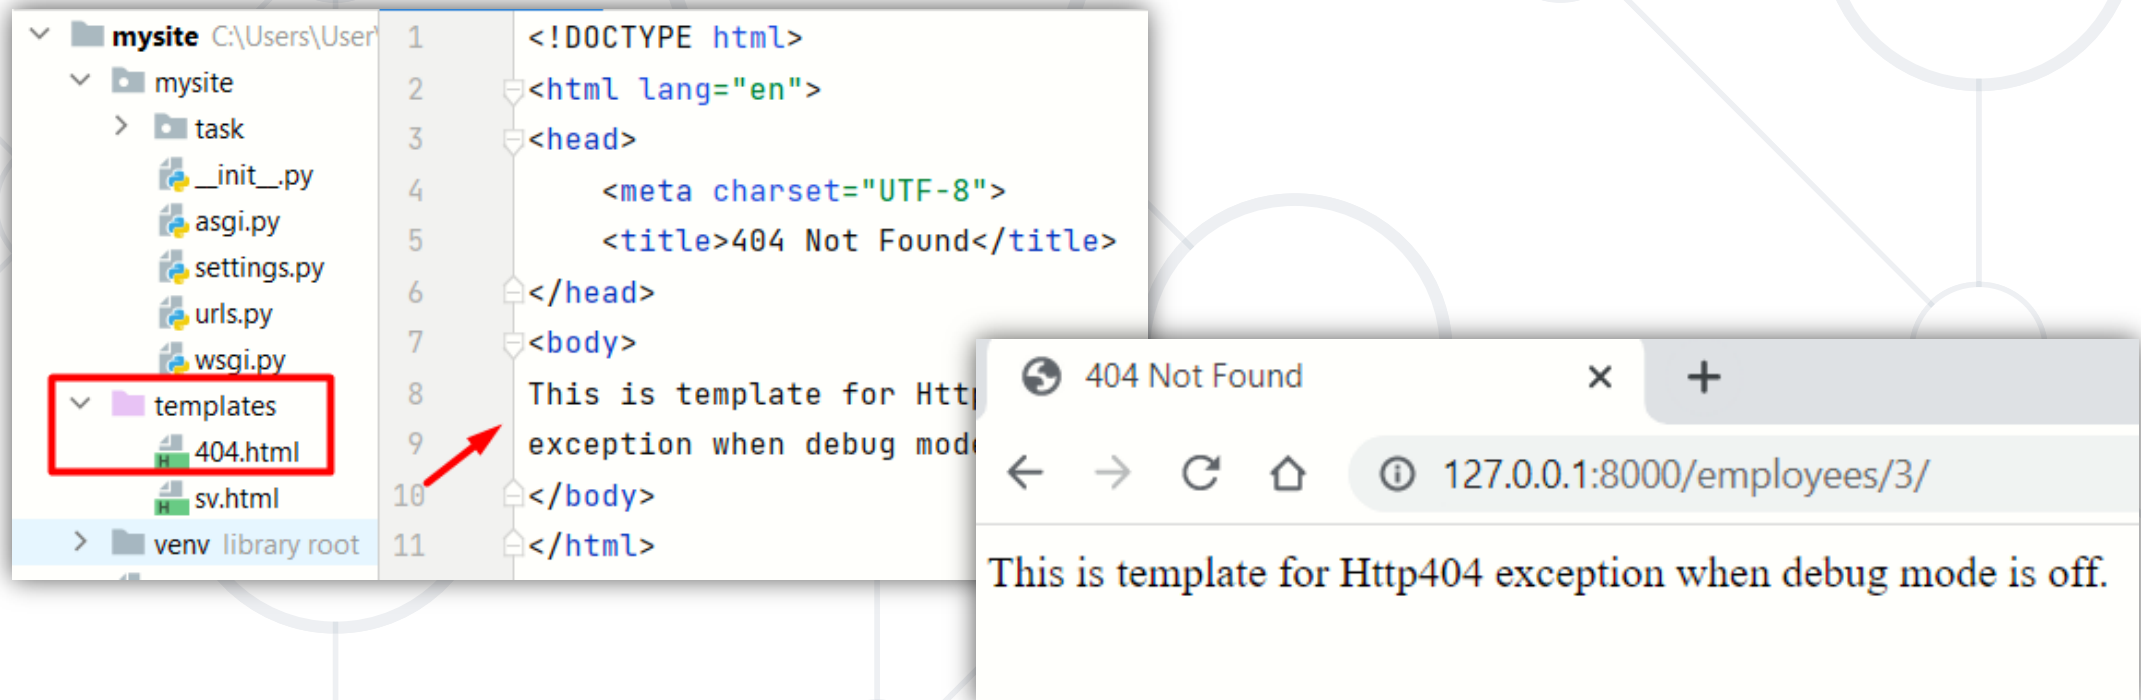 mysite C:\Users\User\
mysite
task
__init__.py
asgi.py
settings.py
urls.py
wsgi.py
templates
404.html
sv.html
venv library root
1 <!DOCTYPE html>
2 <html lang="en">
3 <head>
4 <meta charset="UTF-8">
5 <title>404 Not Found</title>
6 </head>
7 <body>
8 This is template for Http
9 exception when debug mode
10 </body>
11 </html>
404 Not Found
127.0.0.1:8000/employees/3/
This is template for Http404 exception when debug mode is off.